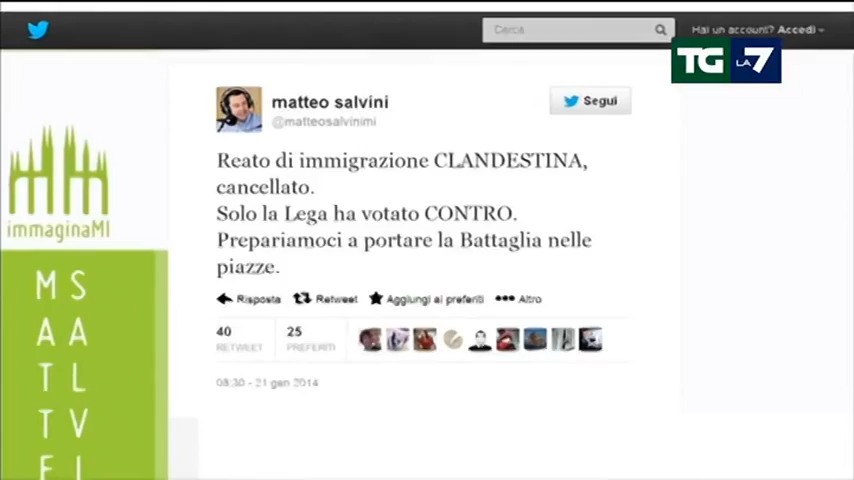 Cerca
Hai un account? Accedi
TG LA 7
matteo salvini
@matteosalvinimi
Segui
Reato di immigrazione CLANDESTINA,
cancellato.
Solo la Lega ha votato CONTRO.
Prepariamoci a portare la Battaglia nelle
piazze.
Risposta Retweet Aggiungi ai preferiti Altro
40 25
RETWEET PREFERITI
08:30 - 21 gen 2014
immaginaMI
M S
A A
T L
T V
E I